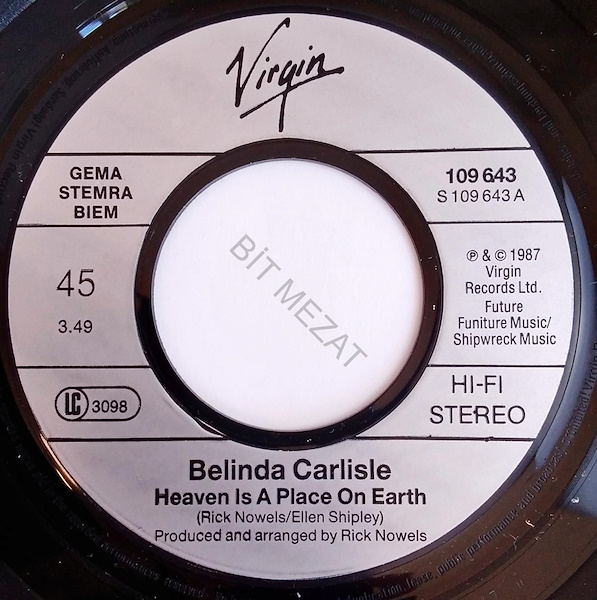 Virgin
GEMA
STEMRA
BIEM
109 643
S 109 643 A
45
3.49
℗ & © 1987
Virgin
Records Ltd.
Future
Funiture Music/
Shipwreck Music
LC 3098
HI-FI
STEREO
BİT MEZAT
Belinda Carlisle
Heaven Is A Place On Earth
(Rick Nowels/Ellen Shipley)
Produced and arranged by Rick Nowels